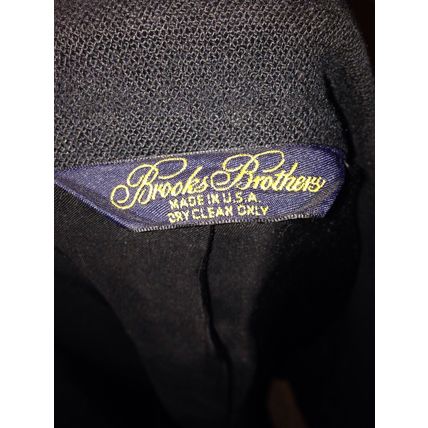 Brooks Brothers
MADE IN U.S.A
DRY CLEAN ONLY